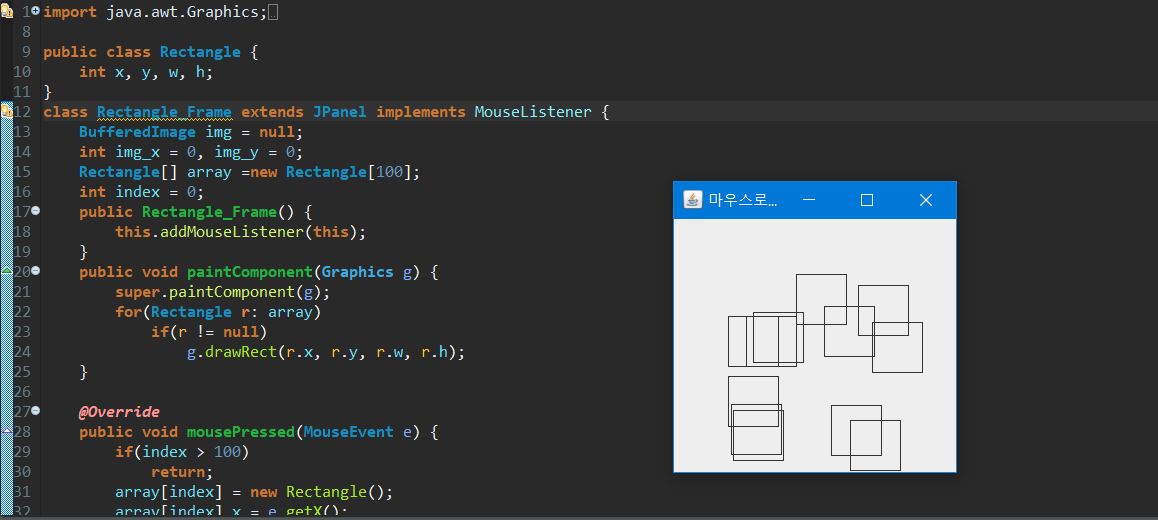 1 import java.awt.Graphics;
8
9 public class Rectangle {
10 int x, y, w, h;
11 }
12 class Rectangle_Frame extends JPanel implements MouseListener {
13 BufferedImage img = null;
14 int img_x = 0, img_y = 0;
15 Rectangle[] array =new Rectangle[100];
16 int index = 0;
17 public Rectangle_Frame() {
18 this.addMouseListener(this);
19 }
20 public void paintComponent(Graphics g) {
21 super.paintComponent(g);
22 for(Rectangle r: array)
23 if(r != null)
24 g.drawRect(r.x, r.y, r.w, r.h);
25 }
26
27 @Override
28 public void mousePressed(MouseEvent e) {
29 if(index > 100)
30 return;
31 array[index] = new Rectangle();
32 array[index].x = e.getX();
마우스로...